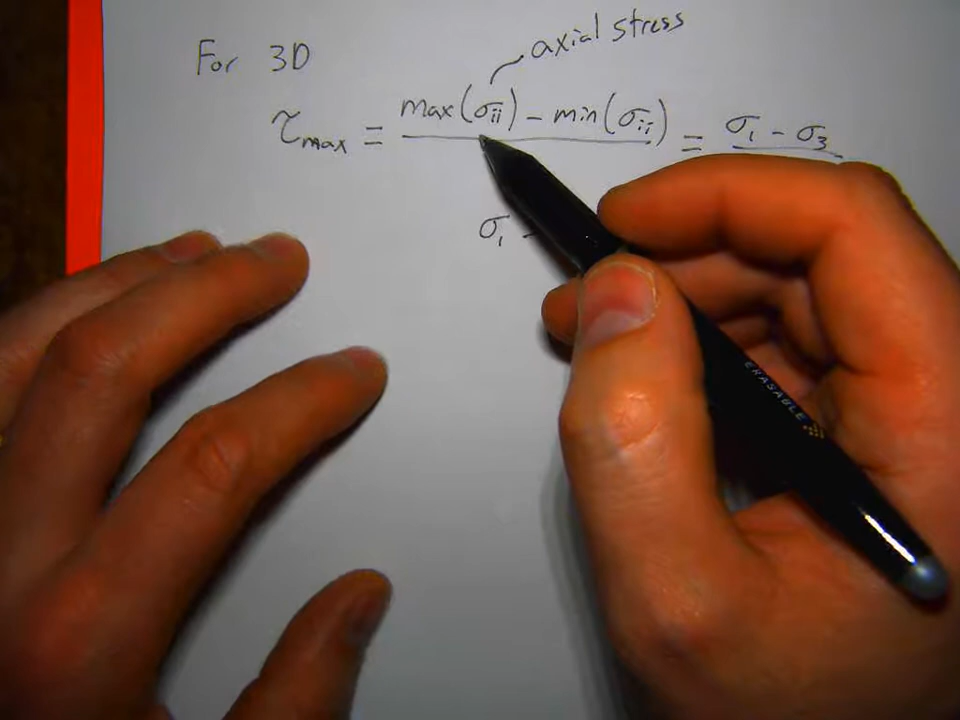 For 3D
axial stress
τmax = max(σii) - min(σii) = σ1 - σ3
σ1 -
ERASABLE